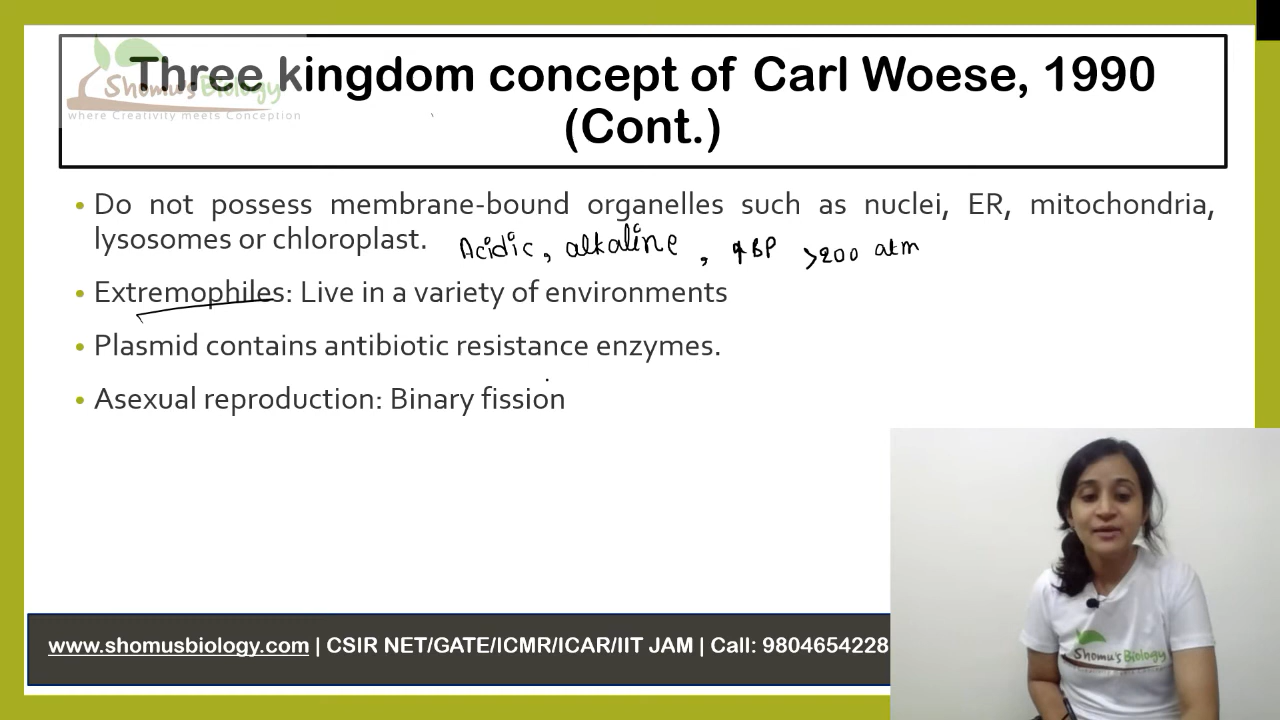 Three kingdom concept of Carl Woese, 1990
(Cont.)
Shomu's Biology
where Creativity meets Conception
• Do not possess membrane-bound organelles such as nuclei, ER, mitochondria,
lysosomes or chloroplast.
Acidic, alkaline, ↑BP >200 atm
• Extremophiles: Live in a variety of environments
• Plasmid contains antibiotic resistance enzymes.
• Asexual reproduction: Binary fission
www.shomusbiology.com | CSIR NET/GATE/ICMR/ICAR/IIT JAM | Call: 9804654228
Shomu's Biology